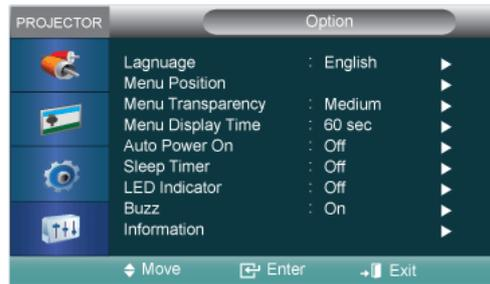 PROJECTOR
Option
Lagnuage : English
Menu Position
Menu Transparency : Medium
Menu Display Time : 60 sec
Auto Power On : Off
Sleep Timer : Off
LED Indicator : Off
Buzz : On
Information
Move Enter Exit